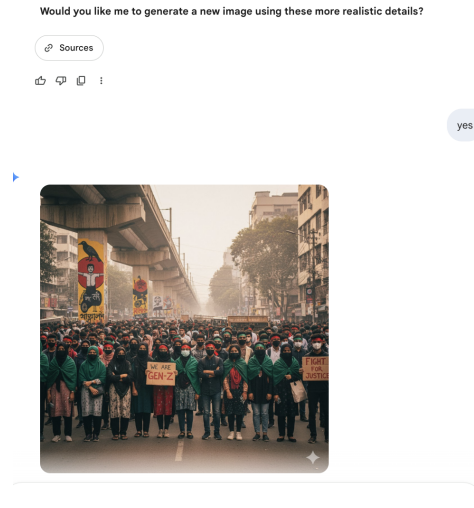 Would you like me to generate a new image using these more realistic details?
Sources
yes
WE ARE
"GEN-Z"
FIGHT
FOR
JUSTICE